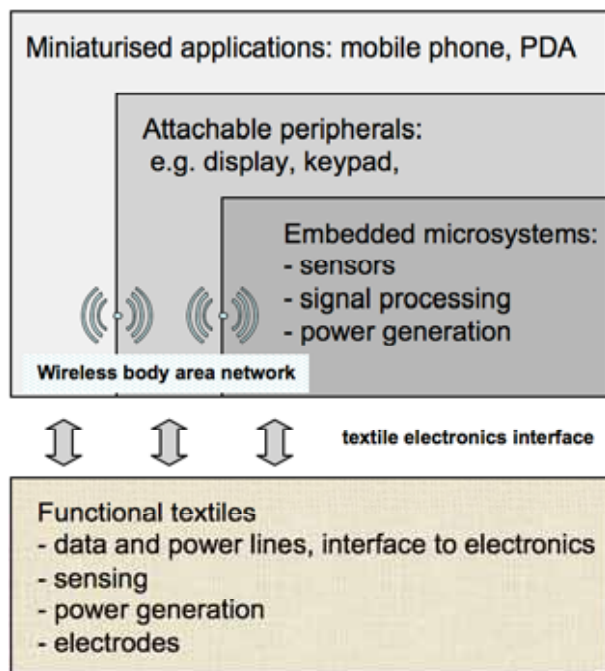 Miniaturised applications: mobile phone, PDA
Attachable peripherals:
e.g. display, keypad,
Embedded microsystems:
- sensors
- signal processing
- power generation
Wireless body area network
textile electronics interface
Functional textiles
- data and power lines, interface to electronics
- sensing
- power generation
- electrodes